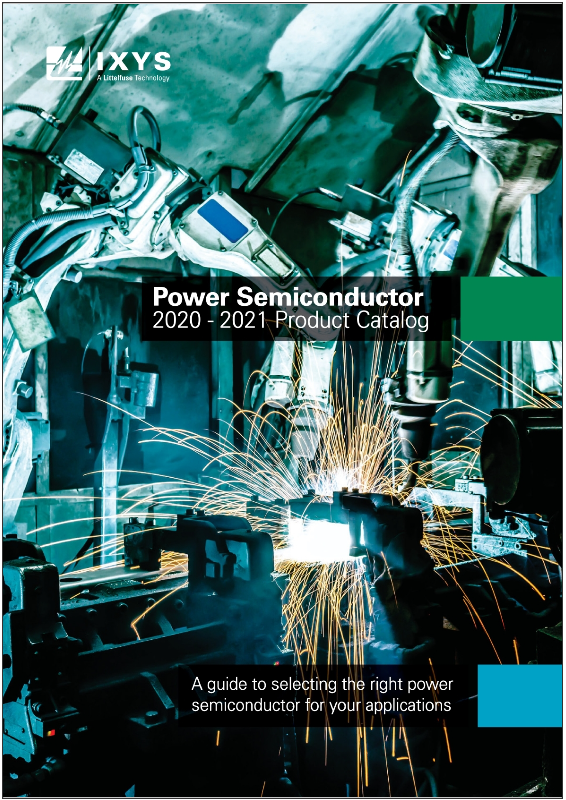 IXYS
A Littelfuse Technology
Power Semiconductor
2020 - 2021 Product Catalog
A guide to selecting the right power
semiconductor for your applications